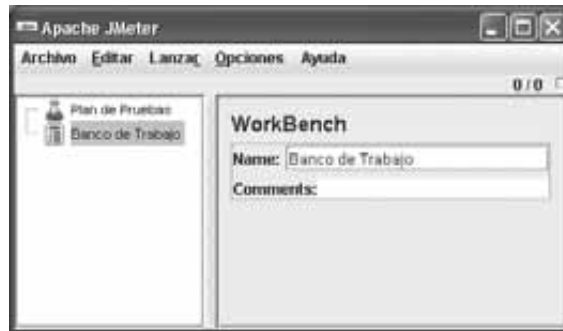 Apache JMeter
Archivo Editar Lanzar Opciones Ayuda
0 / 0
Plan de Pruebas
Banco de Trabajo
WorkBench
Name: Banco de Trabajo
Comments: